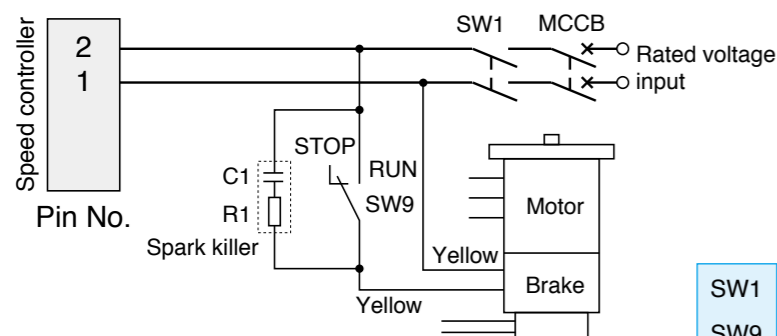 SW1
MCCB
Speed controller
2
1
Rated voltage
input
Pin No.
STOP
RUN
C1
R1
SW9
Spark killer
Motor
Yellow
Brake
Yellow
SW1
SW9